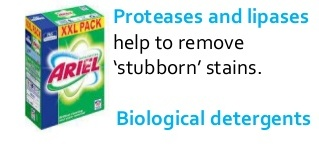 XXL PACK
ARIEL
Proteases and lipases
help to remove
‘stubborn’ stains.
Biological detergents